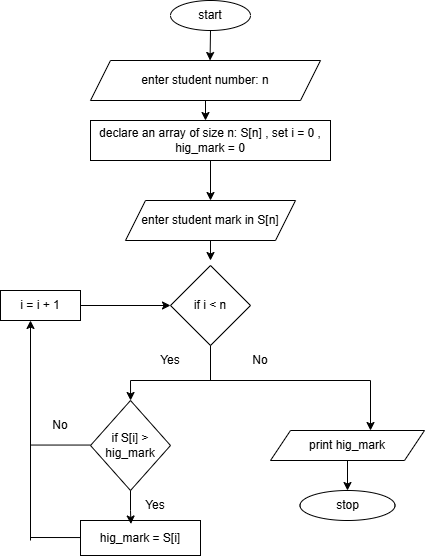 start
enter student number: n
declare an array of size n: S[n] , set i = 0 ,
hig_mark = 0
enter student mark in S[n]
i = i + 1
if i < n
Yes
No
No
if S[i] >
hig_mark
print hig_mark
Yes
stop
hig_mark = S[i]